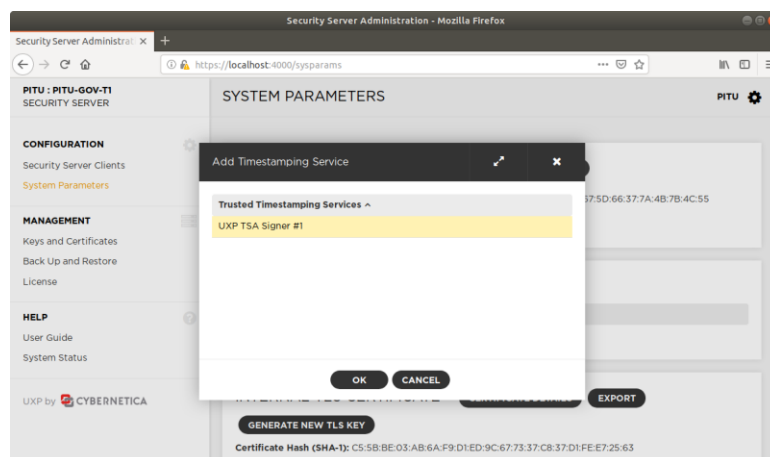 Security Server Administration - Mozilla Firefox
Security Server Administrat
https://localhost:4000/sysparams
PITU : PITU-GOV-T1
SECURITY SERVER
SYSTEM PARAMETERS
PITU
CONFIGURATION
Security Server Clients
System Parameters
MANAGEMENT
Keys and Certificates
Back Up and Restore
License
HELP
User Guide
System Status
UXP by CYBERNETICA
Add Timestamping Service
Trusted Timestamping Services
UXP TSA Signer #1
OK CANCEL
67:5D:66:37:7A:4B:7B:4C:55
EXPORT
GENERATE NEW TLS KEY
Certificate Hash (SHA-1): C5:5B:BE:03:AB:6A:F9:D1:ED:9C:67:73:37:C8:37:D1:FE:E7:25:63